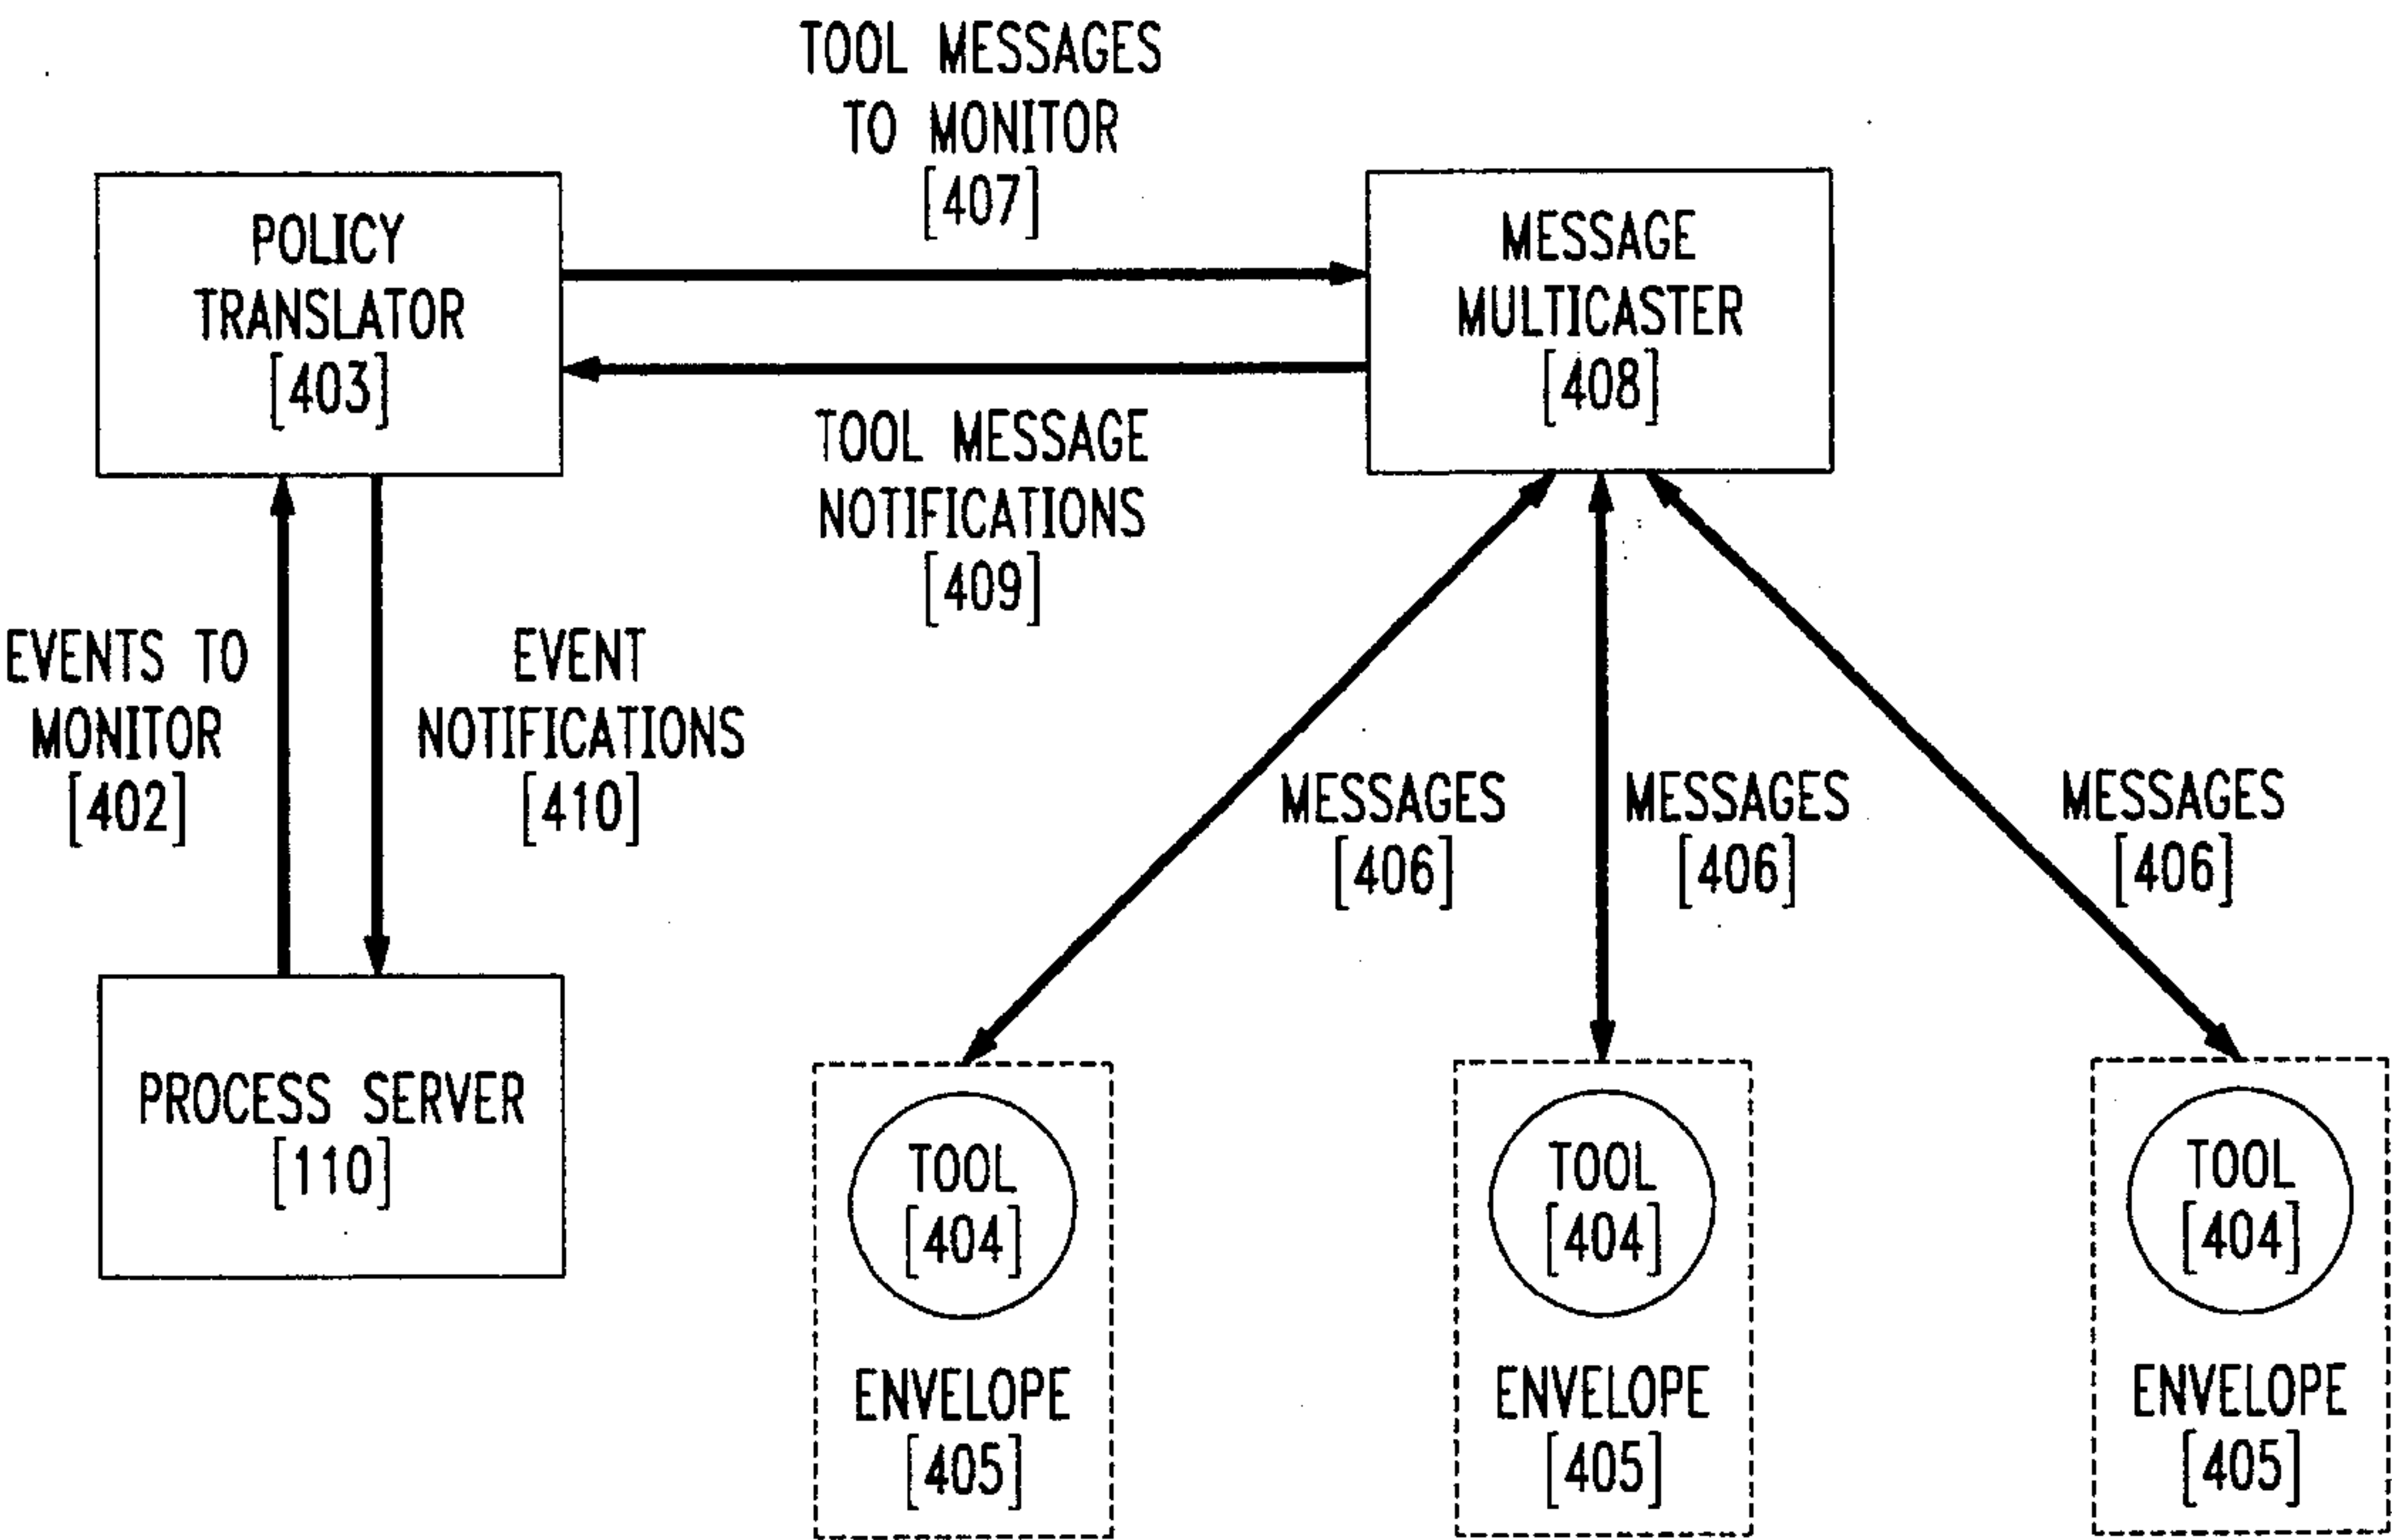 TOOL MESSAGES
TO MONITOR
[407]
POLICY
TRANSLATOR
[403]
MESSAGE
MULTICASTER
[408]
TOOL MESSAGE
NOTIFICATIONS
[409]
EVENTS TO
MONITOR
[402]
EVENT
NOTIFICATIONS
[410]
MESSAGES
[406]
MESSAGES
[406]
MESSAGES
[406]
PROCESS SERVER
[110]
TOOL
[404]
ENVELOPE
[405]
TOOL
[404]
ENVELOPE
[405]
TOOL
[404]
ENVELOPE
[405]